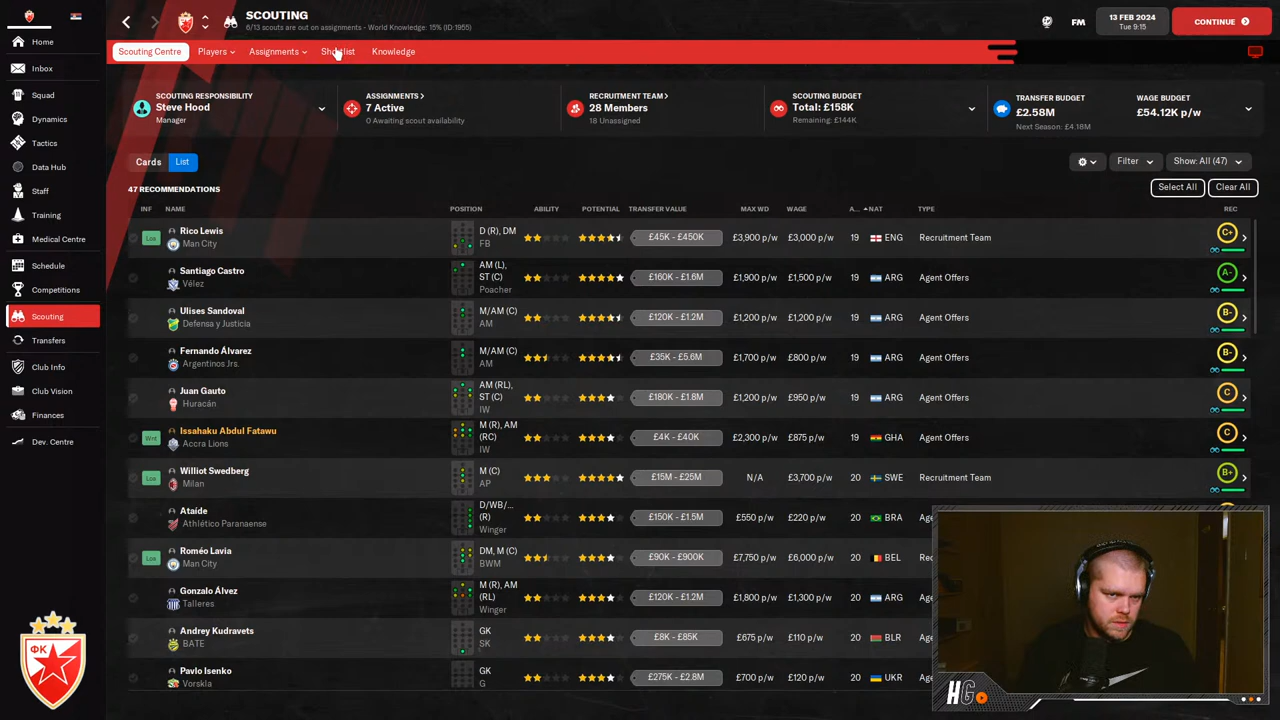 SCOUTING
6/13 scouts are out on assignments - World Knowledge: 15% (ID:1955)
FM
13 FEB 2024
Tue 9:15
CONTINUE
Home
Inbox
Squad
Dynamics
Tactics
Data Hub
Staff
Training
Medical Centre
Schedule
Competitions
Scouting
Transfers
Club Info
Club Vision
Finances
Dev. Centre
Scouting Centre Players Assignments Shortlist Knowledge
SCOUTING RESPONSIBILITY
Steve Hood
Manager
ASSIGNMENTS >
7 Active
0 Awaiting scout availability
RECRUITMENT TEAM >
28 Members
18 Unassigned
SCOUTING BUDGET
Total: £158K
Remaining: £144K
TRANSFER BUDGET
£2.58M
Next Season: £4.18M
WAGE BUDGET
£54.12K p/w
Cards List Filter Show: All (47)
47 RECOMMENDATIONS
Select All Clear All
INF NAME POSITION ABILITY POTENTIAL TRANSFER VALUE MAX WD WAGE A... NAT TYPE REC
Loa Rico Lewis D (R), DM £45K - £450K £3,900 p/w £3,000 p/w 19 ENG Recruitment Team C+
Man City FB
Santiago Castro AM (L), ST (C) £160K - £1.6M £1,900 p/w £1,500 p/w 19 ARG Agent Offers A-
Vélez Poacher
Ulises Sandoval M/AM (C) £120K - £1.2M £1,200 p/w £1,200 p/w 19 ARG Agent Offers B-
Defensa y Justicia AM
Fernando Álvarez M/AM (C) £35K - £5.6M £1,700 p/w £800 p/w 19 ARG Agent Offers B-
Argentinos Jrs. AM
Juan Gauto AM (RL), ST (C) £180K - £1.8M £1,200 p/w £950 p/w 19 ARG Agent Offers C
Huracán IW
Wnt Issahaku Abdul Fatawu M (R), AM (RC) £4K - £40K £2,300 p/w £875 p/w 19 GHA Agent Offers C
Accra Lions IW
Loa Williot Swedberg M (C) £15M - £25M N/A £3,700 p/w 20 SWE Recruitment Team B+
Milan AP
Ataíde D/WB/... (R) £150K - £1.5M £550 p/w £220 p/w 20 BRA
Athlético Paranaense Winger
Loa Roméo Lavia DM, M (C) £90K - £900K £7,750 p/w £6,000 p/w 20 BEL
Man City BWM
Gonzalo Álvez M (R), AM (RL) £120K - £1.2M £1,800 p/w £1,300 p/w 20 ARG
Talleres Winger
Andrey Kudravets GK £8K - £85K £675 p/w £110 p/w 20 BLR
BATE SK
Pavlo Isenko GK £275K - £2.8M £700 p/w £120 p/w 20 UKR
Vorskla G
ФК
HG